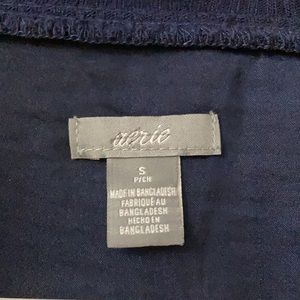 aerie
S
P/CH
MADE IN BANGLADESH
FABRIQUÉ AU
BANGLADESH
HECHO EN
BANGLADESH